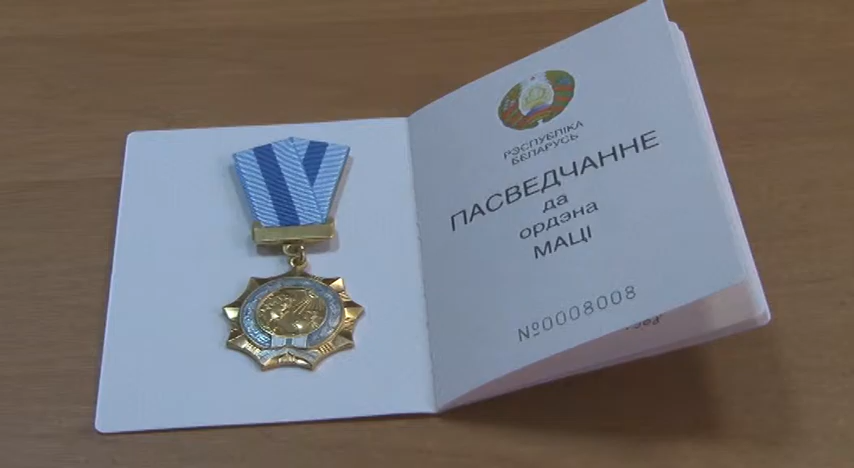 РЭСПУБЛІКА
БЕЛАРУСЬ
ПАСВЕДЧАННЕ
да
ордэна
МАЦІ
№0008008